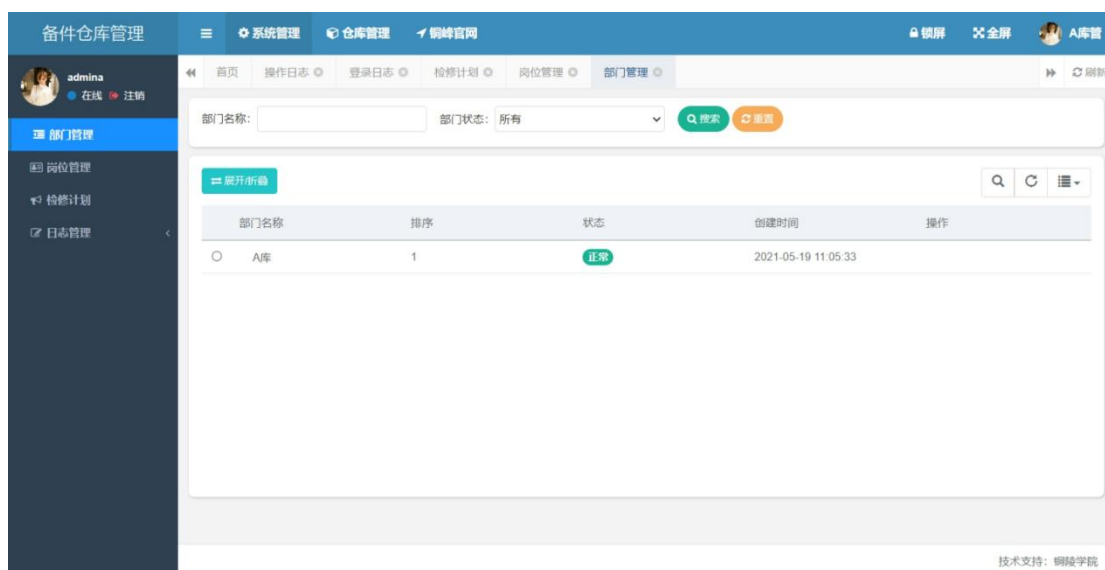 备件仓库管理 系统管理 仓库管理 铜峰官网 锁屏 全屏 A库管
admina
在线 注销
首页 操作日志 登录日志 检修计划 岗位管理 部门管理 刷新
部门名称: 部门状态: 所有 搜索 重置
部门管理
岗位管理
检修计划
日志管理
展开/折叠
部门名称 排序 状态 创建时间 操作
A库 1 正常 2021-05-19 11:05:33
技术支持：铜陵学院